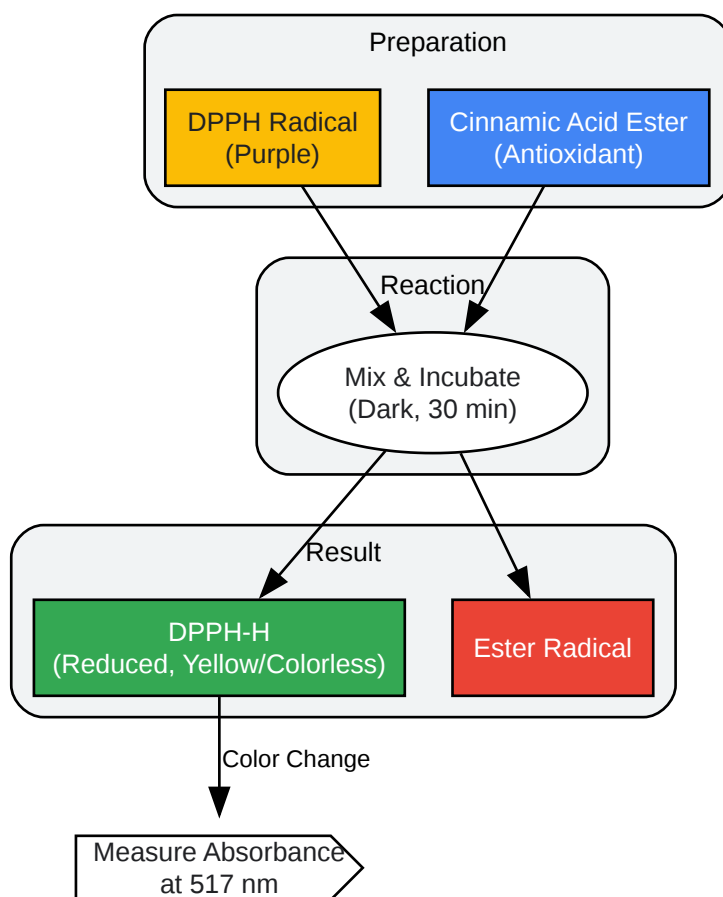 Preparation
DPPH Radical
(Purple)
Cinnamic Acid Ester
(Antioxidant)
Reaction
Mix & Incubate
(Dark, 30 min)
Result
DPPH-H
(Reduced, Yellow/Colorless)
Ester Radical
Color Change
Measure Absorbance
at 517 nm